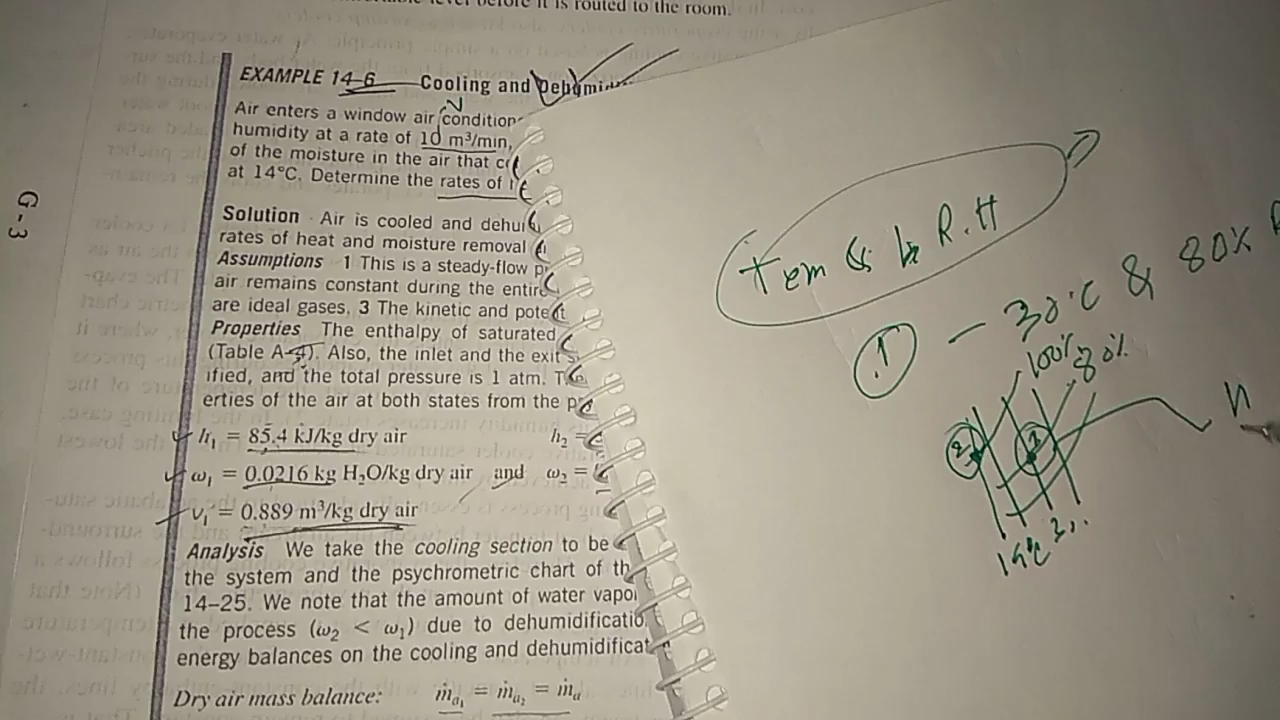 it is routed to the room.
EXAMPLE 14-6 Cooling and
Air enters a window air condition
humidity at a rate of 10 m³/min,
of the moisture in the air that
at 14°C. Determine the rates of
Solution Air is cooled and dehu
rates of heat and moisture removal
Assumptions 1 This is a steady-flow
air remains constant during the entire
are ideal gases. 3 The kinetic and
Properties The enthalpy of saturated
(Table A-4). Also, the inlet and the exit
ified, and the total pressure is 1 atm.
erties of the air at both states from the
h₁ = 85.4 kJ/kg dry air h₂ =
ω₁ = 0.0216 kg H₂O/kg dry air and ω₂ =
v₁ = 0.889 m³/kg dry air
Analysis We take the cooling section to be
the system and the psychrometric chart of
14–25. We note that the amount of water
the process (ω₂ < ω₁) due to dehumidificatio
energy balances on the cooling and dehumidificat
Dry air mass balance: ṁₐ₁ = ṁₐ₂ = ṁₐ
G-3
R.H
1 - 30°C & 80%
100% 80%
2 1 h
14°C